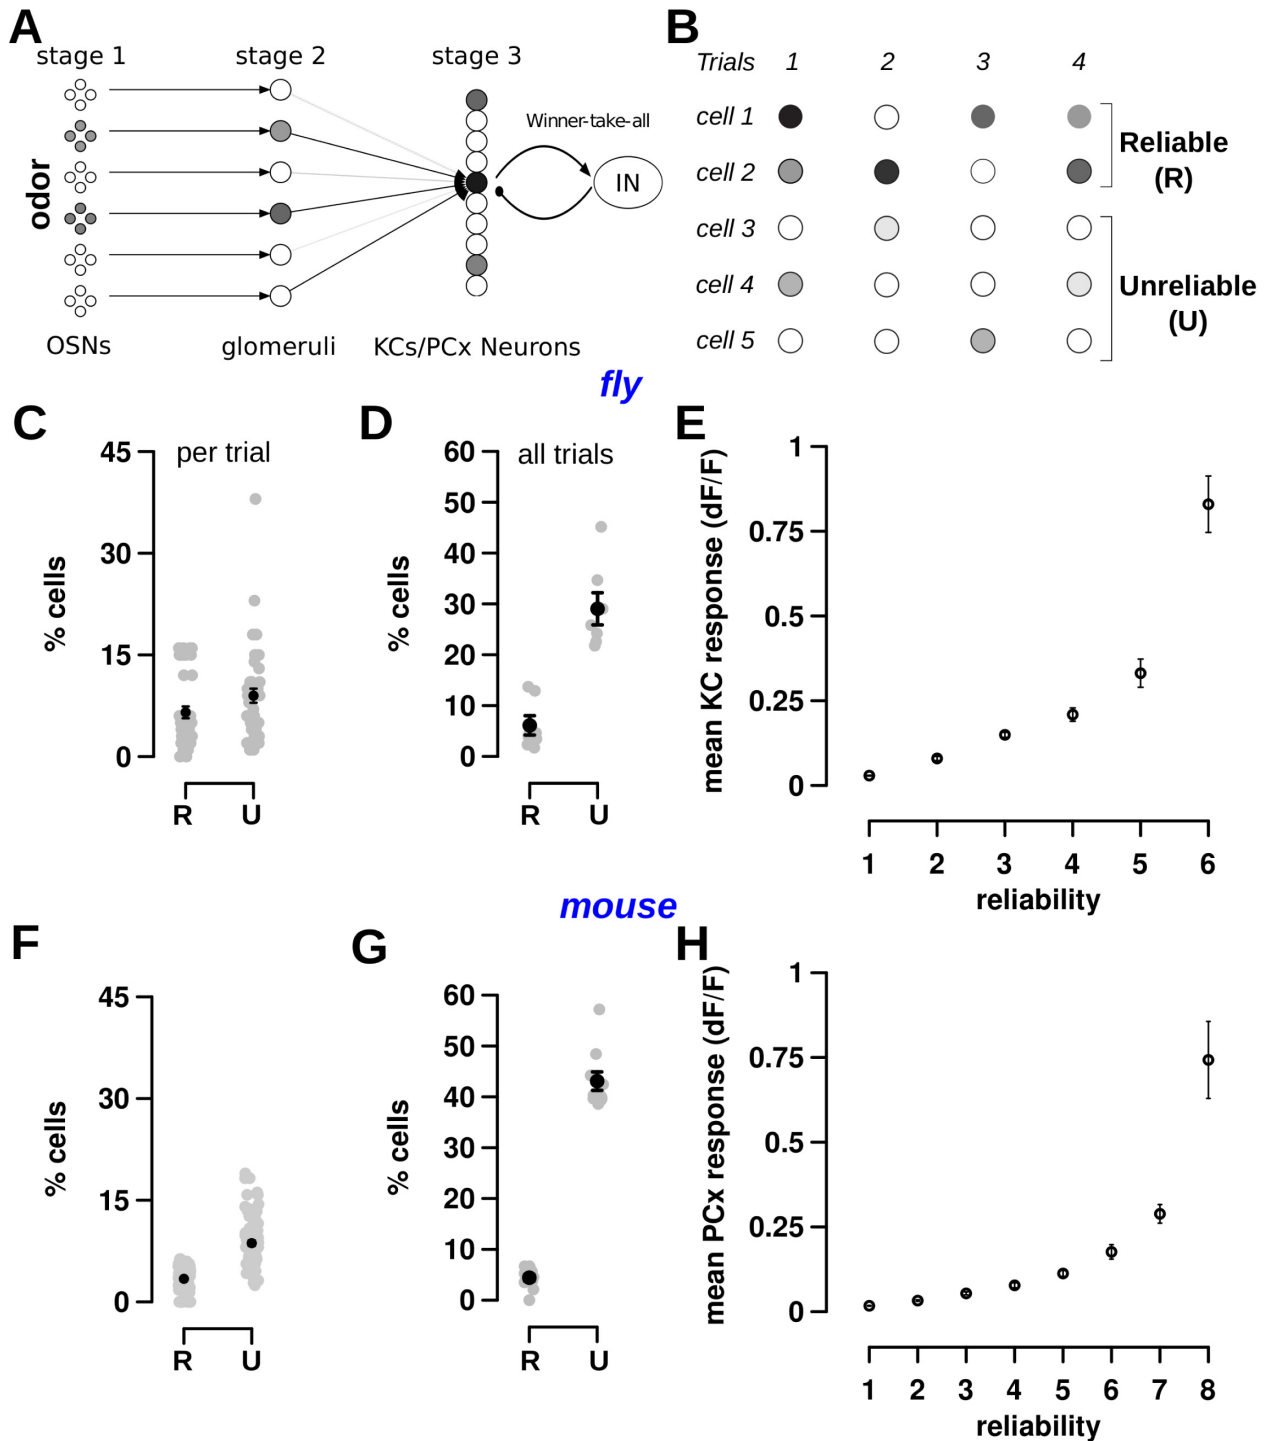 A
stage 1 stage 2 stage 3
odor
Winner-take-all
IN
OSNs glomeruli KCs/PCx Neurons
B
Trials 1 2 3 4
cell 1
cell 2
cell 3
cell 4
cell 5
Reliable
(R)
Unreliable
(U)
fly
C
per trial
% cells
45
30
15
0
R U
D
all trials
% cells
60
50
40
30
20
10
0
R U
E
mean KC response (dF/F)
1
0.75
0.5
0.25
0
1 2 3 4 5 6
reliability
mouse
F
% cells
45
30
15
0
R U
G
% cells
60
50
40
30
20
10
0
R U
H
mean PCx response (dF/F)
1
0.75
0.5
0.25
0
1 2 3 4 5 6 7 8
reliability